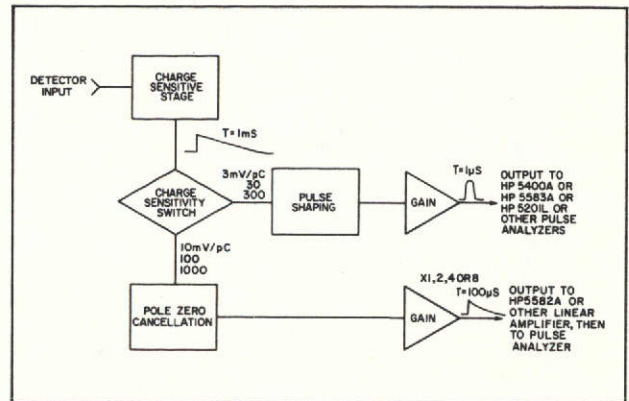 CHARGE
SENSITIVE
STAGE
DETECTOR
INPUT
T=1mS
CHARGE
SENSITIVITY
SWITCH
3mV/pC
30
300
PULSE
SHAPING
GAIN
T=1µS
OUTPUT TO
HP 5400A OR
HP 5583A OR
HP 5201L OR
OTHER PULSE
ANALYZERS
10mV/pC
100
1000
POLE ZERO
CANCELLATION
X1,2,4 OR 8
GAIN
T=100µS
OUTPUT TO
HP5582A OR
OTHER LINEAR
AMPLIFIER, THEN
TO PULSE
ANALYZER